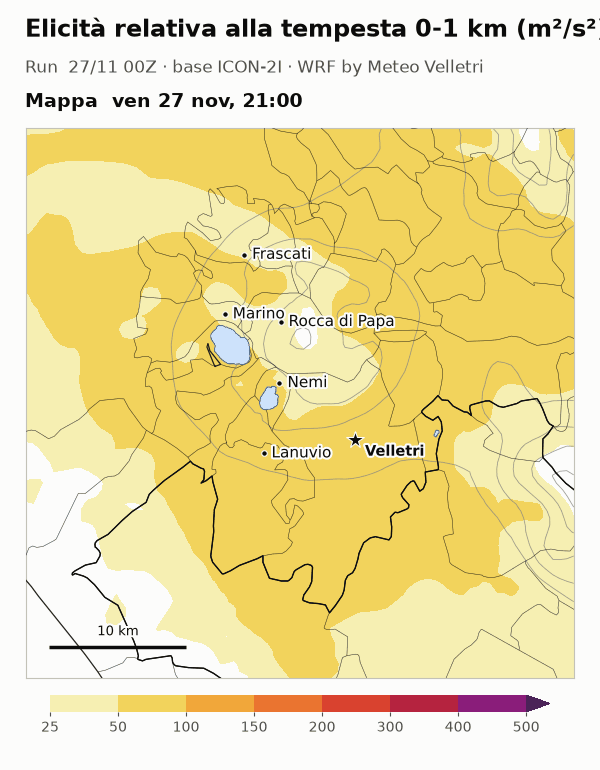 Elicità relativa alla tempesta 0-1 km (m²/s²)
Run 27/11 00Z · base ICON-2I · WRF by Meteo Velletri
Mappa ven 27 nov, 21:00
Frascati
Marino
Rocca di Papa
Nemi
Velletri
Lanuvio
10 km
25 50 100 150 200 300 400 500